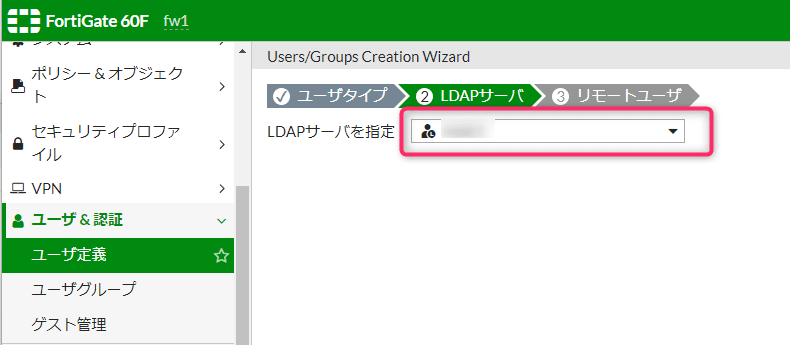 FortiGate 60F fw1
システム
Users/Groups Creation Wizard
ポリシー & オブジェク
ト
ユーザタイプ 2 LDAPサーバ 3 リモートユーザ
LDAPサーバを指定
セキュリティプロファ
イル
VPN
ユーザ & 認証
ユーザ定義
ユーザグループ
ゲスト管理